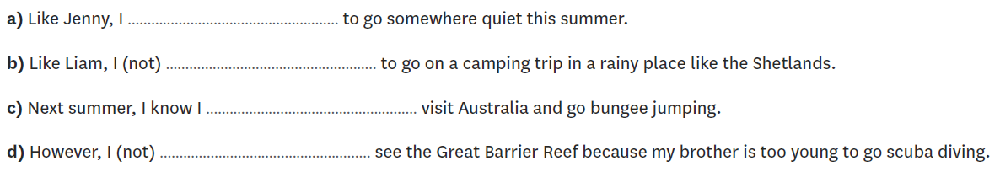 a) Like Jenny, I .................................................... to go somewhere quiet this summer.
b) Like Liam, I (not) .................................................... to go on a camping trip in a rainy place like the Shetlands.
c) Next summer, I know I .................................................... visit Australia and go bungee jumping.
d) However, I (not) .................................................... see the Great Barrier Reef because my brother is too young to go scuba diving.